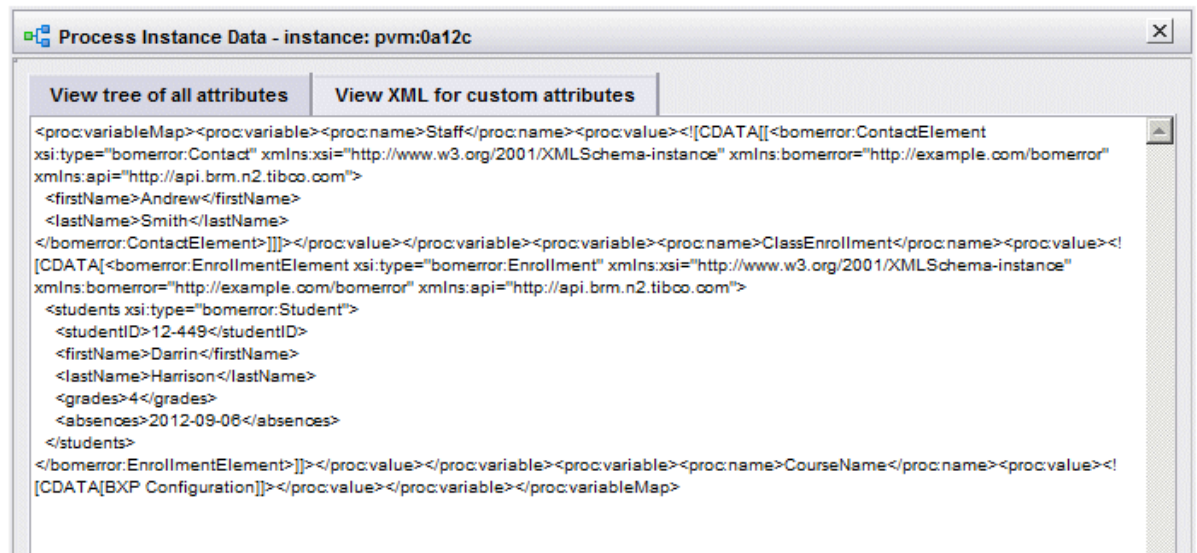 Process Instance Data - instance: pvm:0a12c
View tree of all attributes
View XML for custom attributes
<proc:variableMap><proc:variable><proc:name>Staff</proc:name><proc:value><![CDATA[[<bomerror:ContactElement
xsi:type="bomerror:Contact" xmlns:xsi="http://www.w3.org/2001/XMLSchema-instance" xmlns:bomerror="http://example.com/bomerror"
xmlns:api="http://api.brm.n2.tibco.com">
<firstName>Andrew</firstName>
<lastName>Smith</lastName>
</bomerror:ContactElement>]]]></proc:value></proc:variable><proc:variable><proc:name>ClassEnrollment</proc:name><proc:value><!
[CDATA[<bomerror:EnrollmentElement xsi:type="bomerror:Enrollment" xmlns:xsi="http://www.w3.org/2001/XMLSchema-instance"
xmlns:bomerror="http://example.com/bomerror" xmlns:api="http://api.brm.n2.tibco.com">
<students xsi:type="bomerror:Student">
<studentID>12-449</studentID>
<firstName>Darrin</firstName>
<lastName>Harrison</lastName>
<grades>4</grades>
<absences>2012-09-06</absences>
</students>
</bomerror:EnrollmentElement>]]></proc:value></proc:variable><proc:variable><proc:name>CourseName</proc:name><proc:value><!
[CDATA[BXP Configuration]]></proc:value></proc:variable></proc:variableMap>